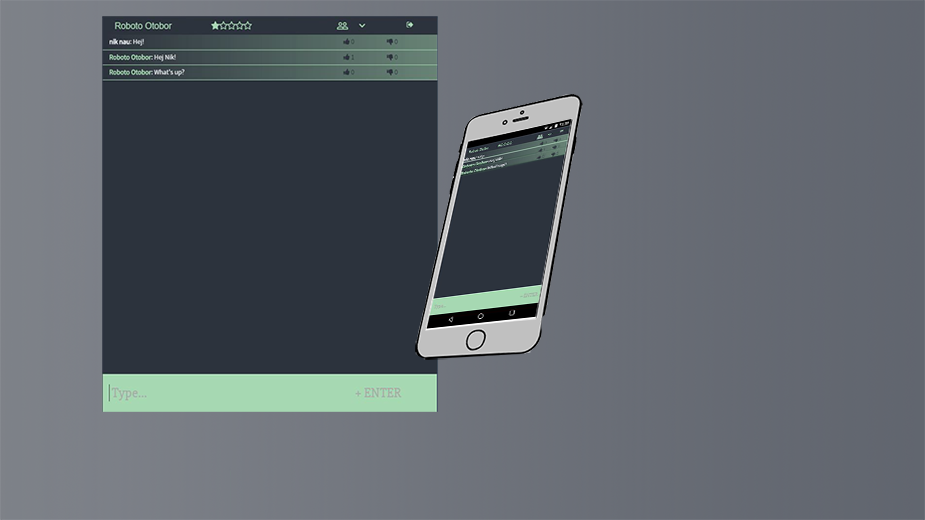 Roboto Otobor
nik nau: Hej! 0 0
Roboto Otobor: Hej Nik! 1 0
Roboto Otobor: What's up? 0 0
Type... + ENTER